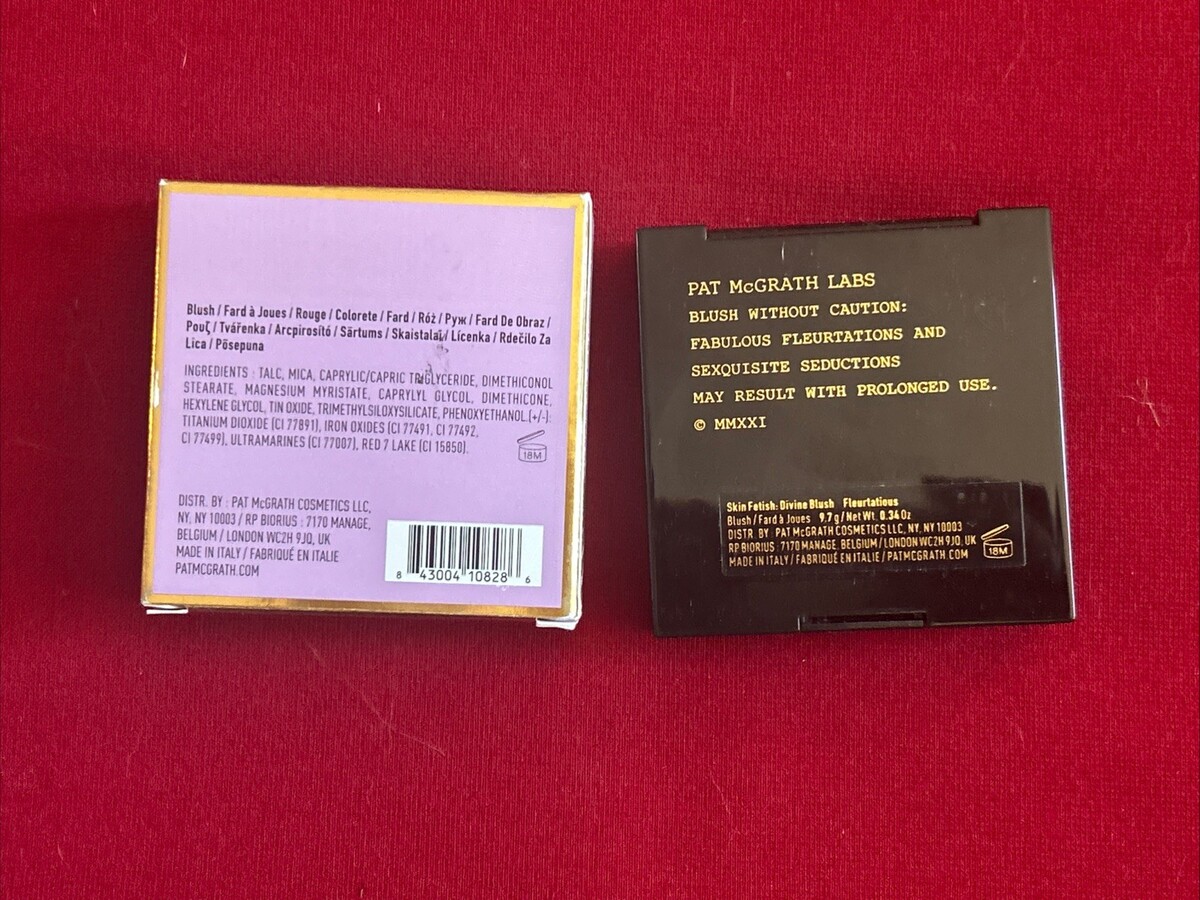 Blush / Fard à Joues / Rouge / Colorete / Fard / Róż / Руж / Fard De Obraz /
Ρουζ / Tvářenka / Arcpirosító / Sārtums / Skaistalai / Lícenka / Rdečilo Za
Lica / Põsepuna
INGREDIENTS : TALC, MICA, CAPRYLIC/CAPRIC TRIGLYCERIDE, DIMETHICONOL
STEARATE, MAGNESIUM MYRISTATE, CAPRYLYL GLYCOL, DIMETHICONE,
HEXYLENE GLYCOL, TIN OXIDE, TRIMETHYLSILOXYSILICATE, PHENOXYETHANOL. (+/-):
TITANIUM DIOXIDE (CI 77891), IRON OXIDES (CI 77491, CI 77492,
CI 77499), ULTRAMARINES (CI 77007), RED 7 LAKE (CI 15850).
18M
DISTR. BY : PAT McGRATH COSMETICS LLC,
NY, NY 10003 / RP BIORIUS : 7170 MANAGE,
BELGIUM / LONDON WC2H 9JQ, UK
MADE IN ITALY / FABRIQUÉ EN ITALIE
PATMCGRATH.COM
8 43004 10828 6
PAT McGRATH LABS
BLUSH WITHOUT CAUTION:
FABULOUS FLEURTATIONS AND
SEXQUISITE SEDUCTIONS
MAY RESULT WITH PROLONGED USE.
© MMXXI
Skin Fetish: Divine Blush Fleurtatious
Blush / Fard à Joues 9.7 g / Net Wt. 0.34 Oz
DISTR. BY : PAT McGRATH COSMETICS LLC, NY, NY 10003
RP BIORIUS : 7170 MANAGE, BELGIUM / LONDON WC2H 9JQ, UK
MADE IN ITALY / FABRIQUÉ EN ITALIE / PATMCGRATH.COM
18M